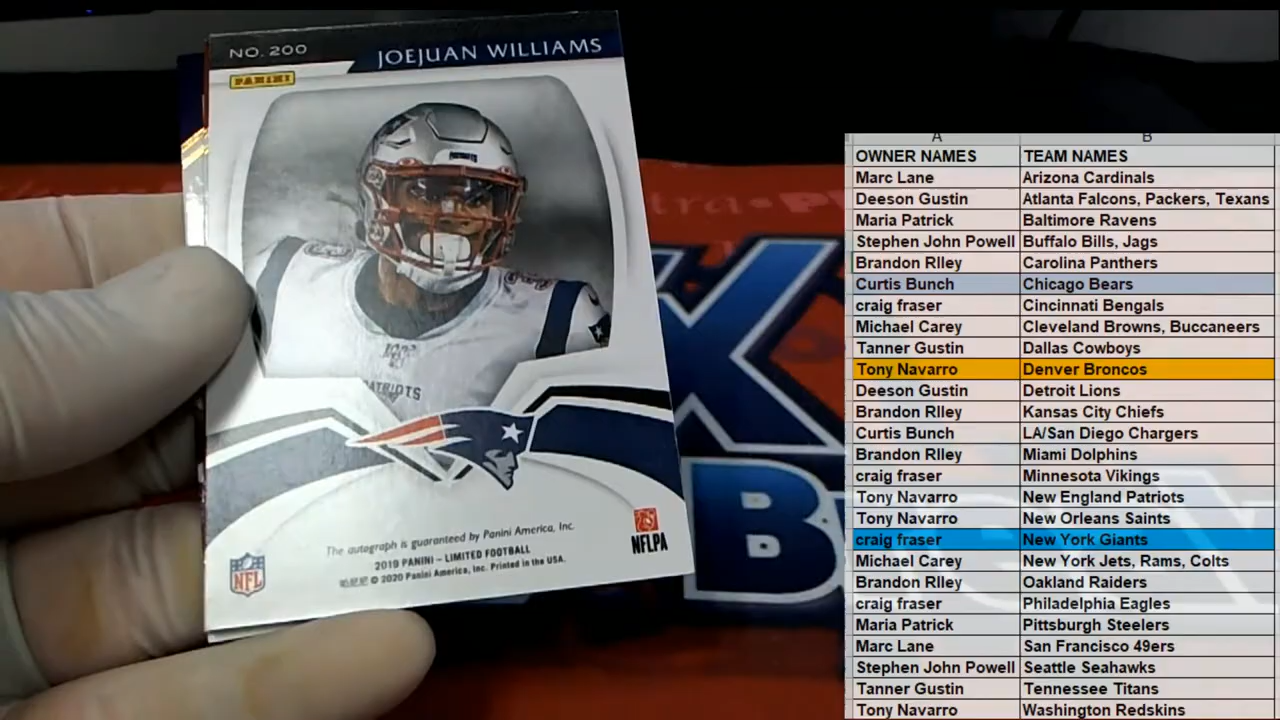 NO. 200
JOEJUAN WILLIAMS
PANINI
PATRIOTS
The autograph is guaranteed by Panini America, Inc.
2019 PANINI – LIMITED FOOTBALL
© 2020 Panini America, Inc. Printed in the USA.
NFL
NFLPA
A B
OWNER NAMES TEAM NAMES
Marc Lane Arizona Cardinals
Deeson Gustin Atlanta Falcons, Packers, Texans
Maria Patrick Baltimore Ravens
Stephen John Powell Buffalo Bills, Jags
Brandon Rlley Carolina Panthers
Curtis Bunch Chicago Bears
craig fraser Cincinnati Bengals
Michael Carey Cleveland Browns, Buccaneers
Tanner Gustin Dallas Cowboys
Tony Navarro Denver Broncos
Deeson Gustin Detroit Lions
Brandon Rlley Kansas City Chiefs
Curtis Bunch LA/San Diego Chargers
Brandon Rlley Miami Dolphins
craig fraser Minnesota Vikings
Tony Navarro New England Patriots
Tony Navarro New Orleans Saints
craig fraser New York Giants
Michael Carey New York Jets, Rams, Colts
Brandon Rlley Oakland Raiders
craig fraser Philadelphia Eagles
Maria Patrick Pittsburgh Steelers
Marc Lane San Francisco 49ers
Stephen John Powell Seattle Seahawks
Tanner Gustin Tennessee Titans
Tony Navarro Washington Redskins